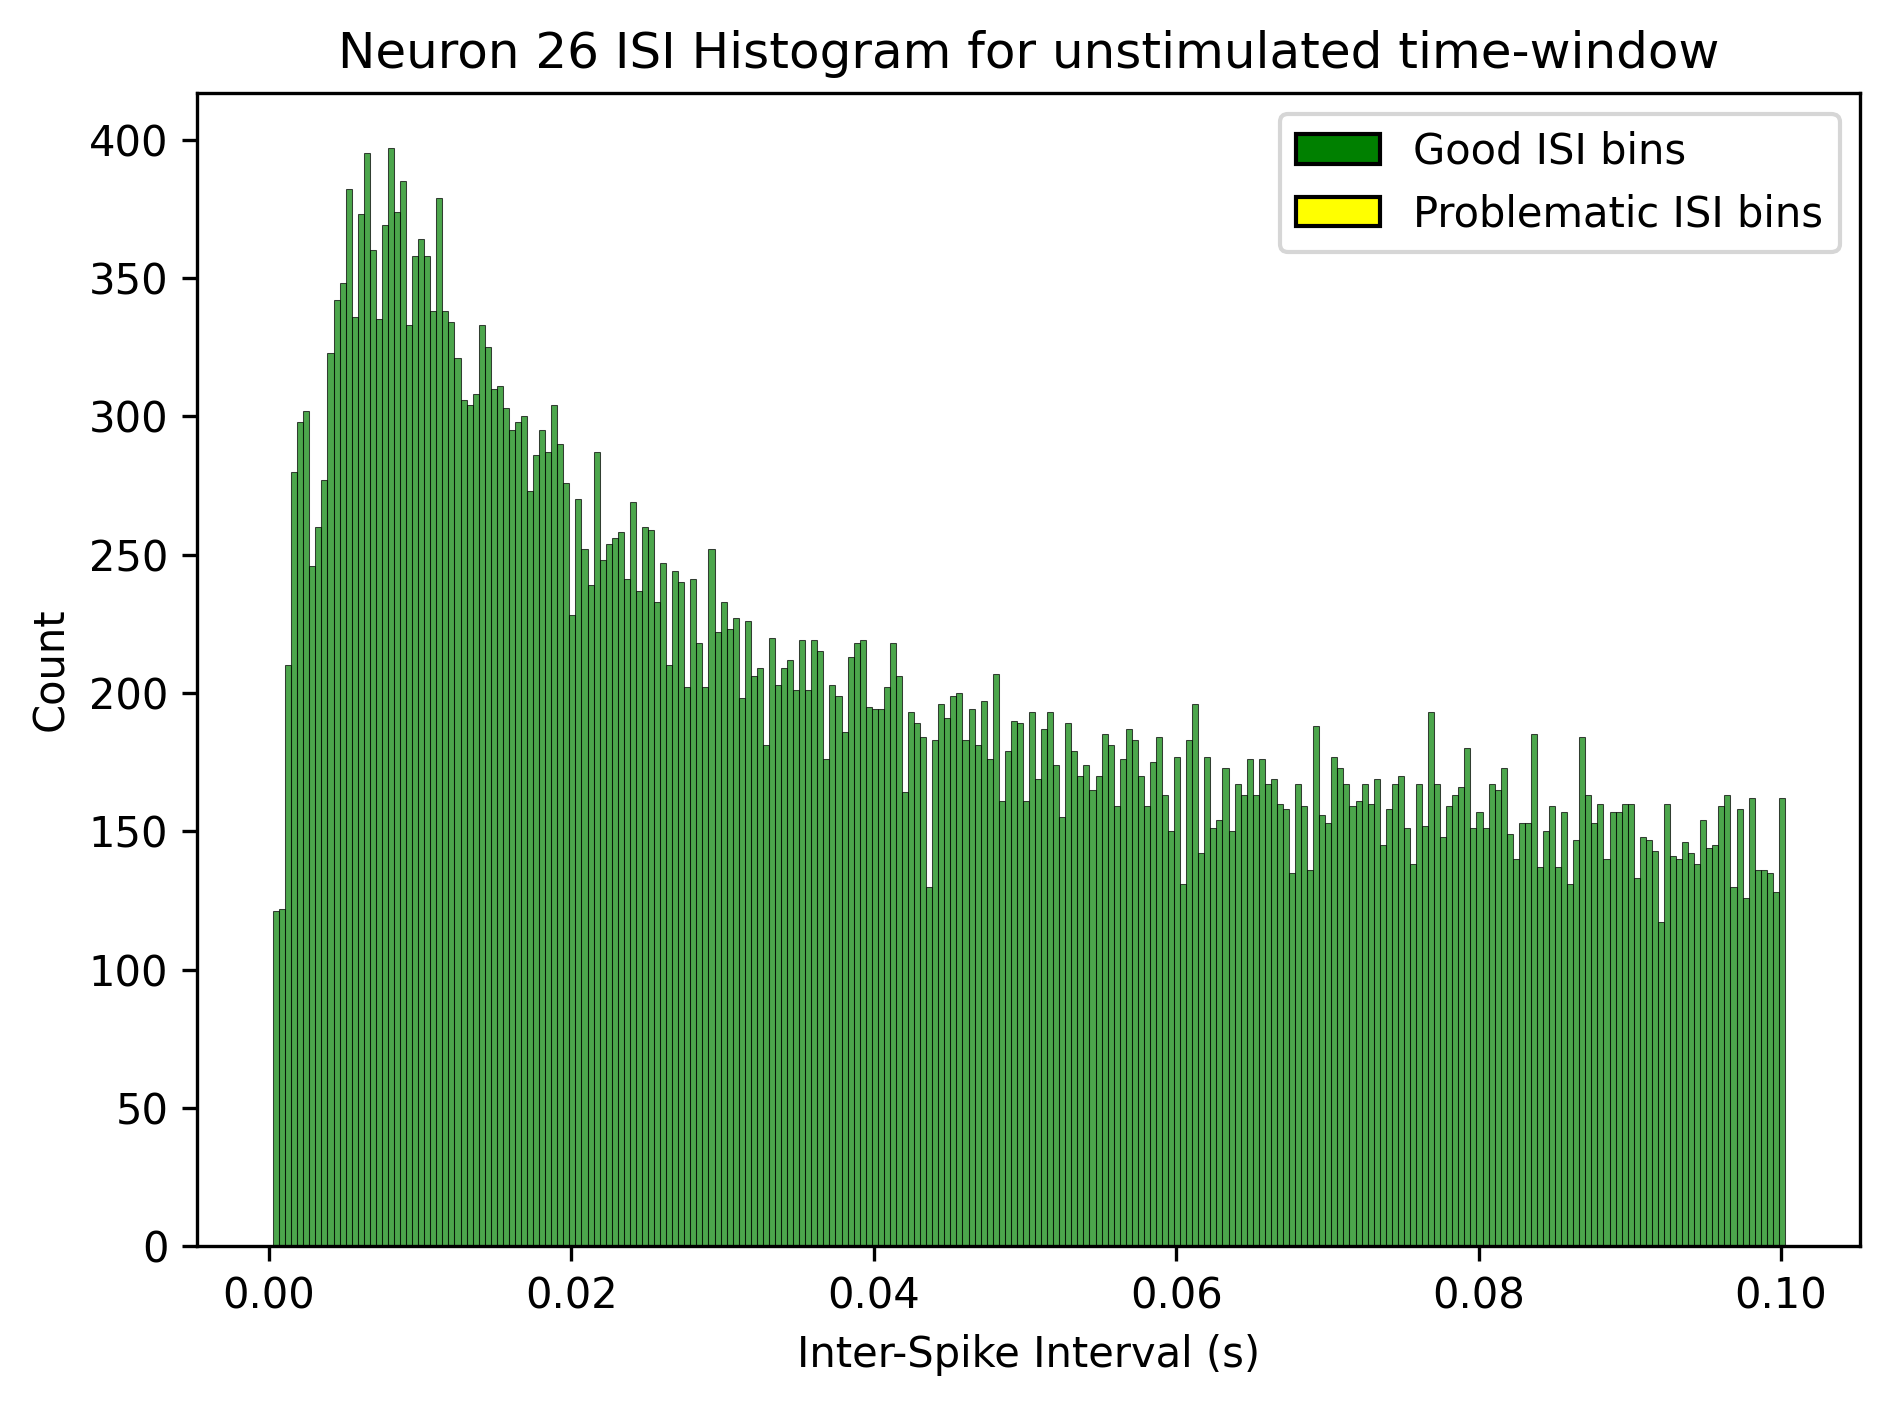 Neuron 26 ISI Histogram for unstimulated time-window
Good ISI bins
Problematic ISI bins
400
350
300
250
200
150
100
50
0
Count
0.00 0.02 0.04 0.06 0.08 0.10
Inter-Spike Interval (s)